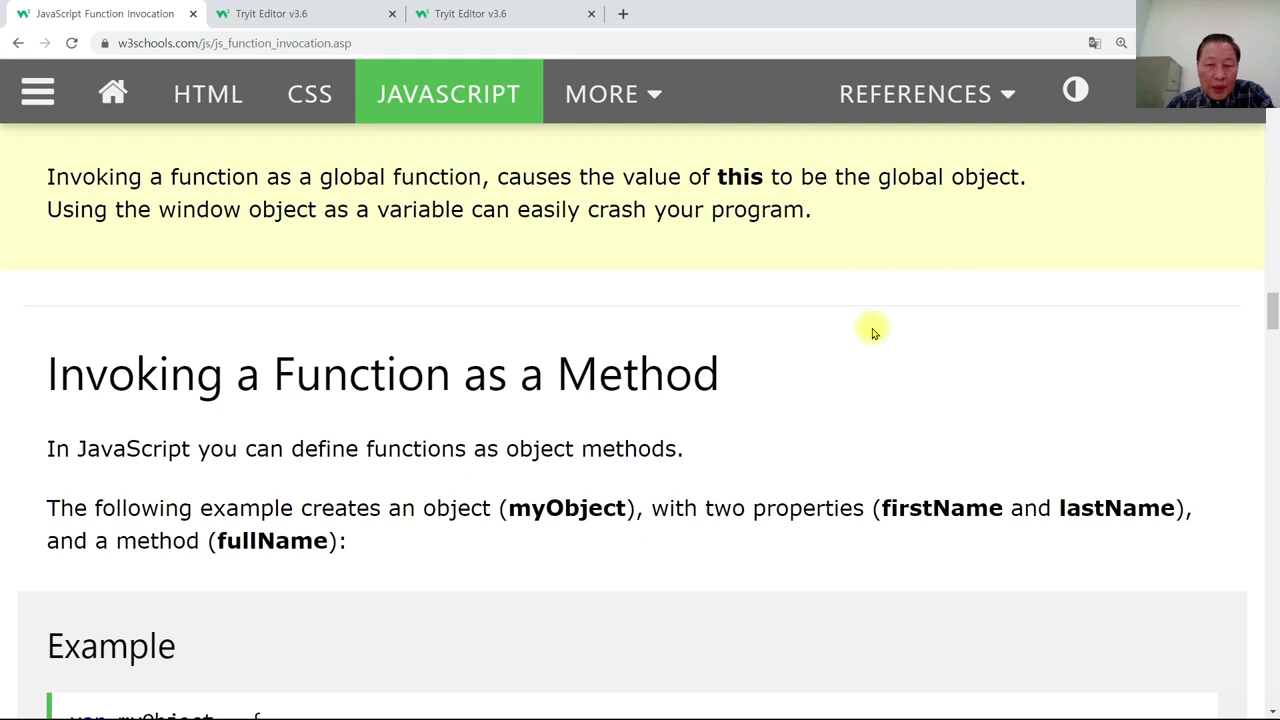 JavaScript Function Invocation
Tryit Editor v3.6
Tryit Editor v3.6
w3schools.com/js/js_function_invocation.asp
HTML
CSS
JAVASCRIPT
MORE
REFERENCES
Invoking a function as a global function, causes the value of this to be the global object.
Using the window object as a variable can easily crash your program.
Invoking a Function as a Method
In JavaScript you can define functions as object methods.
The following example creates an object (myObject), with two properties (firstName and lastName),
and a method (fullName):
Example
var myObject = {